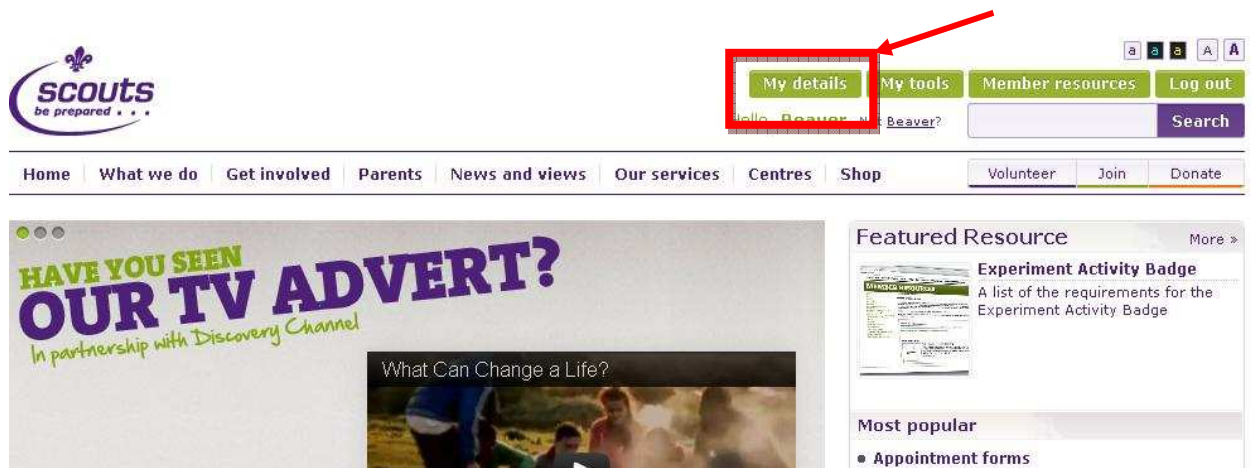 scouts
be prepared . . .
a a a A A
My details My tools Member resources Log out
Hello Beaver Not Beaver?
Search
Home What we do Get involved Parents News and views Our services Centres Shop
Volunteer Join Donate
HAVE YOU SEEN
OUR TV ADVERT?
In partnership with Discovery Channel
What Can Change a Life?
Featured Resource More »
Experiment Activity Badge
A list of the requirements for the
Experiment Activity Badge
MEMBER RESOURCES
Most popular
• Appointment forms